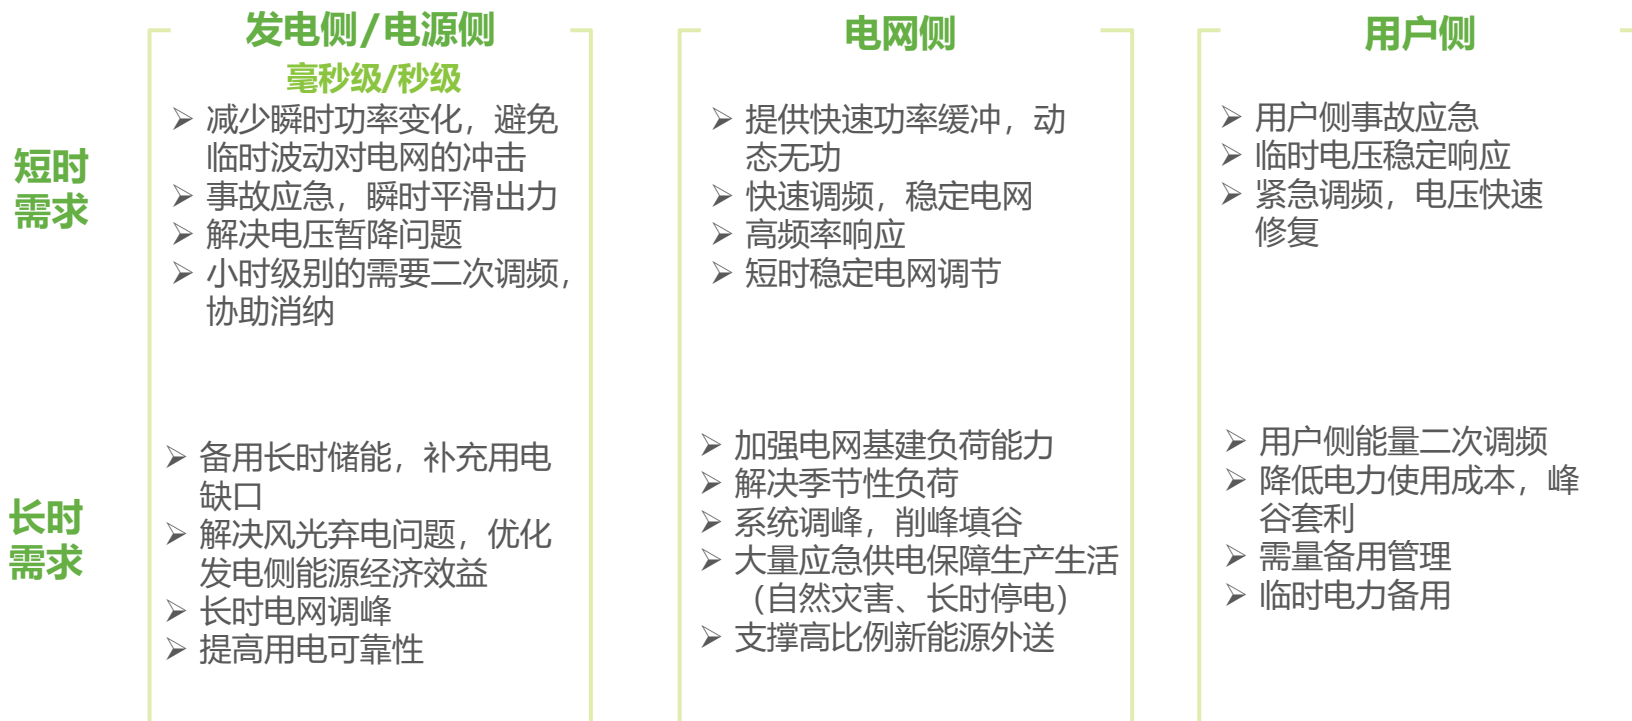 发电侧/电源侧
毫秒级/秒级
电网侧
用户侧
短时
需求
➢ 减少瞬时功率变化，避免
临时波动对电网的冲击
➢ 事故应急，瞬时平滑出力
➢ 解决电压暂降问题
➢ 小时级别的需要二次调频，
协助消纳
➢ 提供快速功率缓冲，动
态无功
➢ 快速调频，稳定电网
➢ 高频率响应
➢ 短时稳定电网调节
➢ 用户侧事故应急
➢ 临时电压稳定响应
➢ 紧急调频，电压快速
修复
长时
需求
➢ 备用长时储能，补充用电
缺口
➢ 解决风光弃电问题，优化
发电侧能源经济效益
➢ 长时电网调峰
➢ 提高用电可靠性
➢ 加强电网基建负荷能力
➢ 解决季节性负荷
➢ 系统调峰，削峰填谷
➢ 大量应急供电保障生产生活
（自然灾害、长时停电）
➢ 支撑高比例新能源外送
➢ 用户侧能量二次调频
➢ 降低电力使用成本，峰
谷套利
➢ 需量备用管理
➢ 临时电力备用